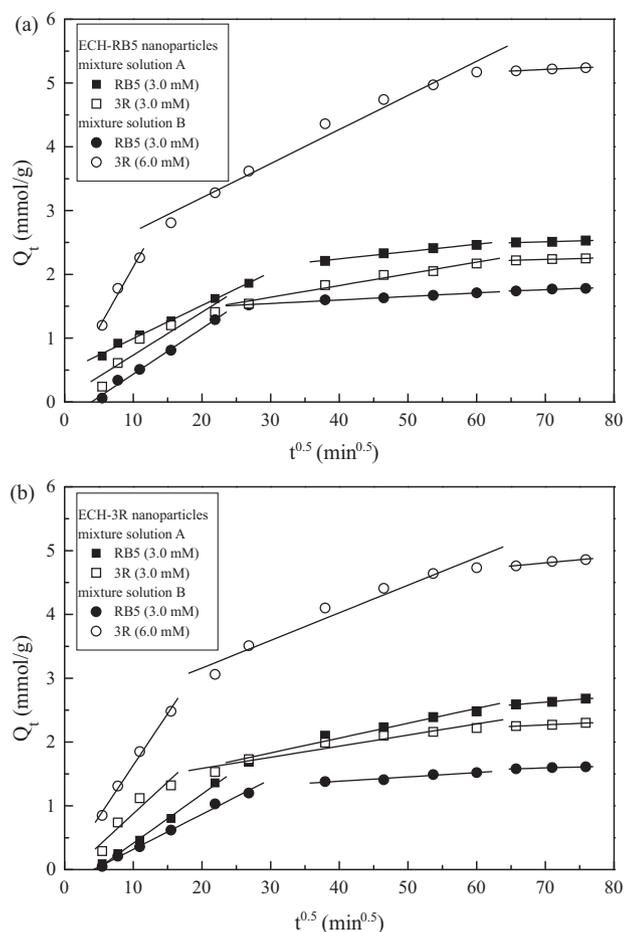 (a)
6
5
4
3
2
1
0
Q_t (mmol/g)
ECH-RB5 nanoparticles
mixture solution A
RB5 (3.0 mM)
3R (3.0 mM)
mixture solution B
RB5 (3.0 mM)
3R (6.0 mM)
0 10 20 30 40 50 60 70 80
t^0.5 (min^0.5)
(b)
6
5
4
3
2
1
0
Q_t (mmol/g)
ECH-3R nanoparticles
mixture solution A
RB5 (3.0 mM)
3R (3.0 mM)
mixture solution B
RB5 (3.0 mM)
3R (6.0 mM)
0 10 20 30 40 50 60 70 80
t^0.5 (min^0.5)